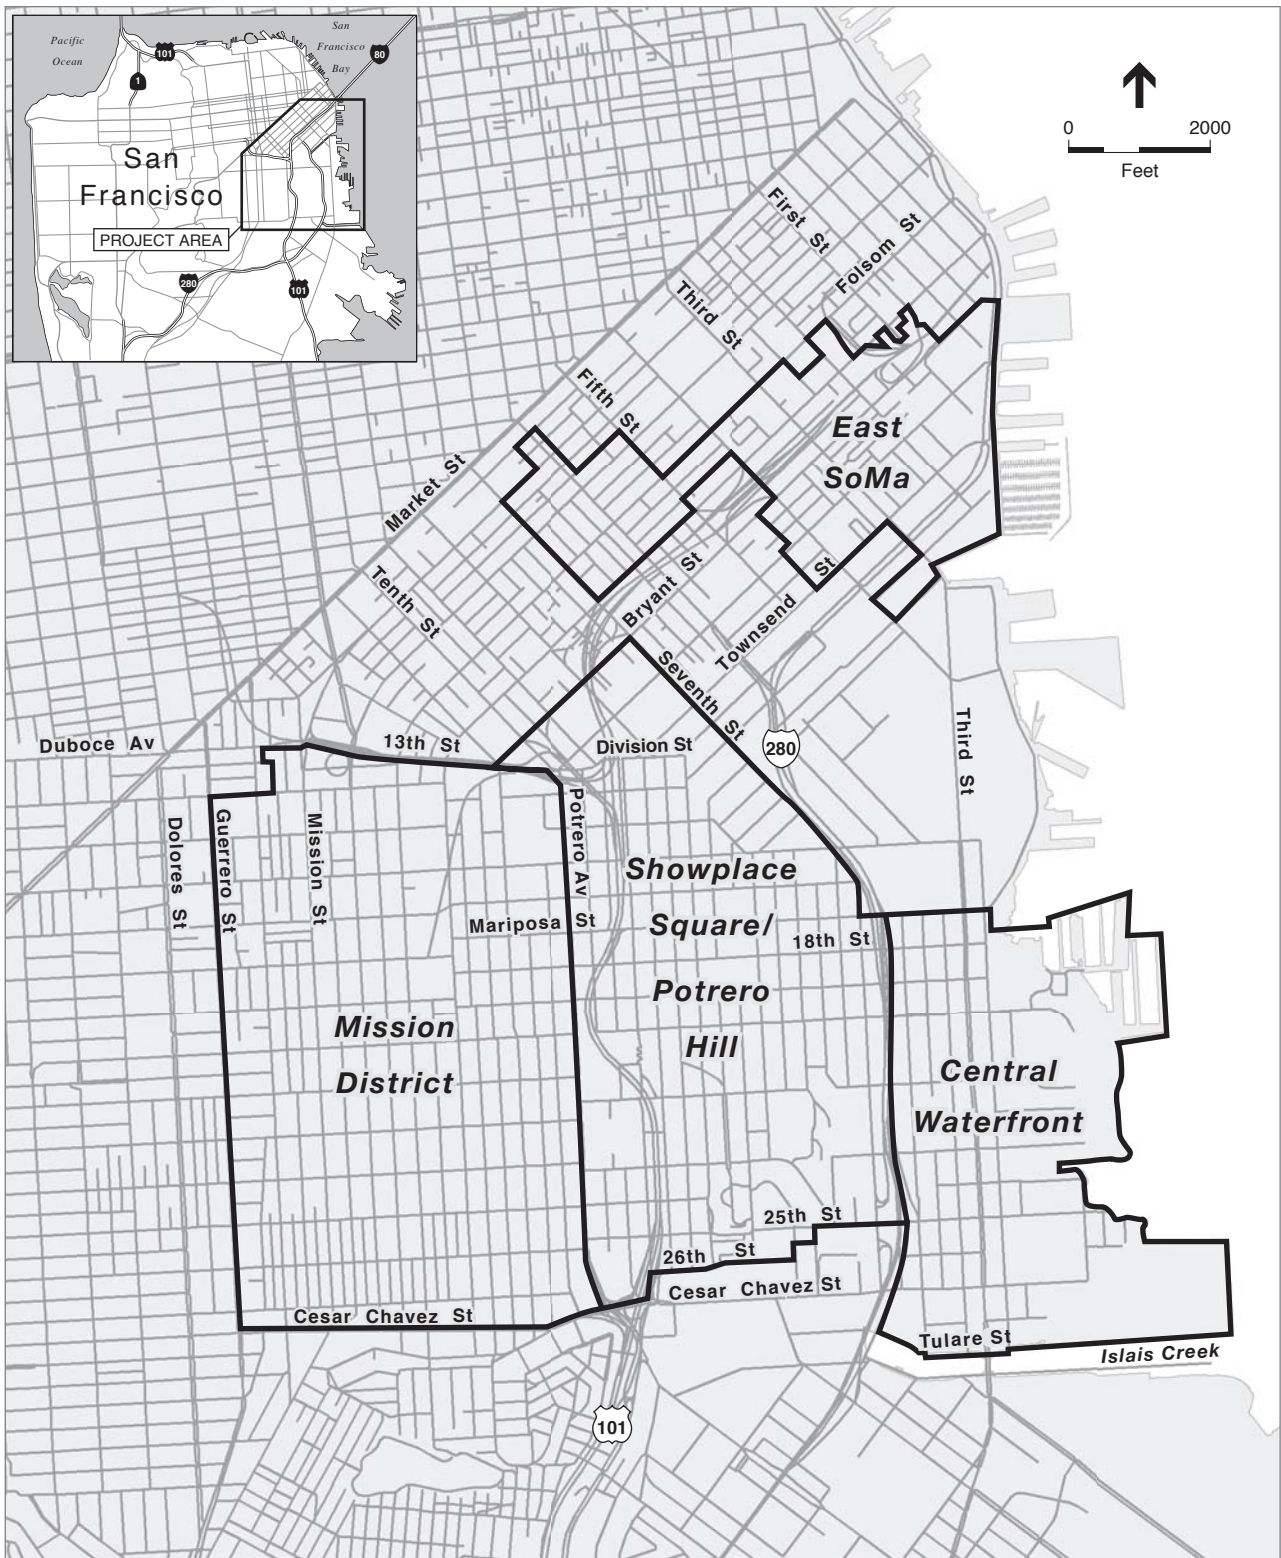 Pacific
Ocean
San
Francisco
Bay
101
80
1
San
Francisco
PROJECT AREA
280
101
0 2000
Feet
First St
Folsom St
Third St
Fifth St
East
SoMa
Market St
Tenth St
Bryant St
Townsend St
Seventh St
Duboce Av
13th St
Division St
280
Third St
Dolores St
Guerrero St
Mission St
Potrero Av
Showplace
Square/
Potrero
Hill
Mariposa St
18th St
Mission
District
Central
Waterfront
25th St
26th St
Cesar Chavez St
Cesar Chavez St
Tulare St
Islais Creek
101